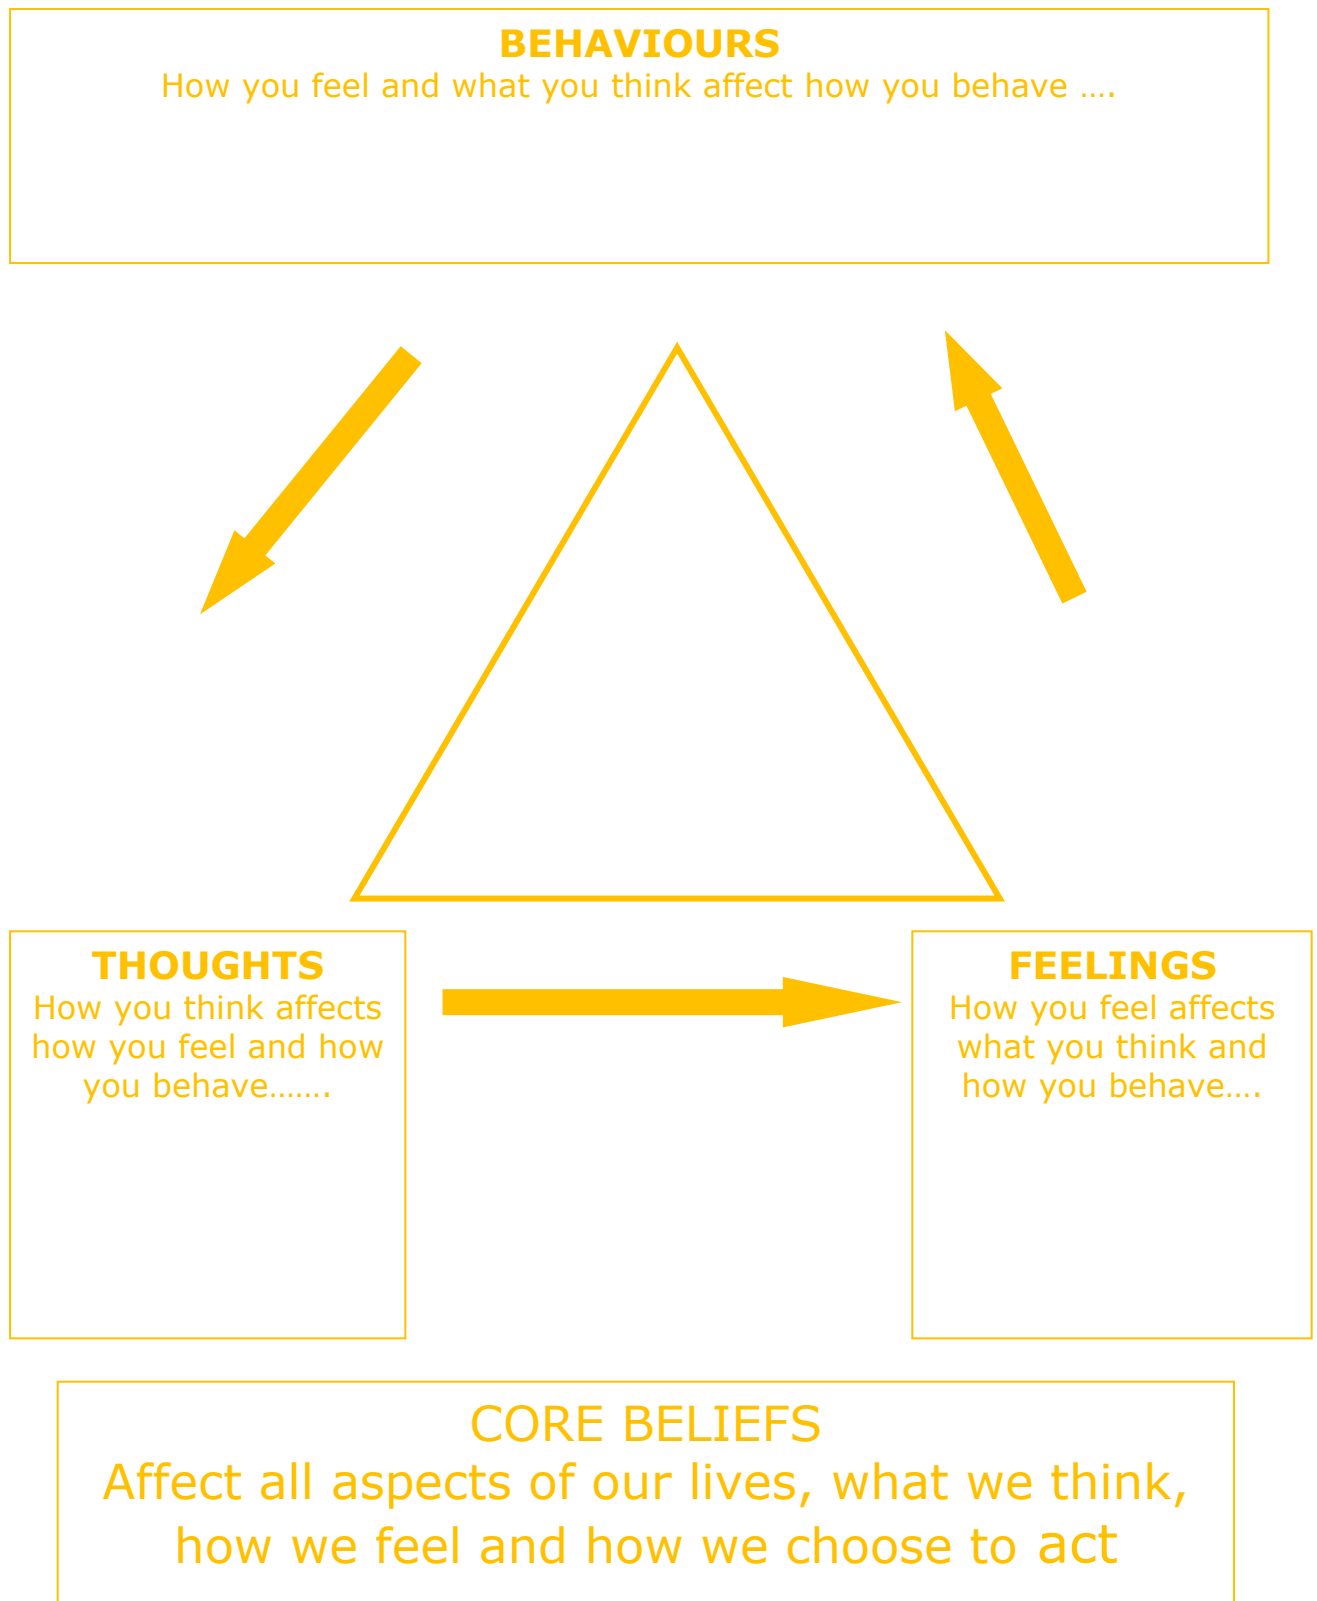 BEHAVIOURS
How you feel and what you think affect how you behave ….
THOUGHTS
How you think affects
how you feel and how
you behave…….
FEELINGS
How you feel affects
what you think and
how you behave….
CORE BELIEFS
Affect all aspects of our lives, what we think,
how we feel and how we choose to act